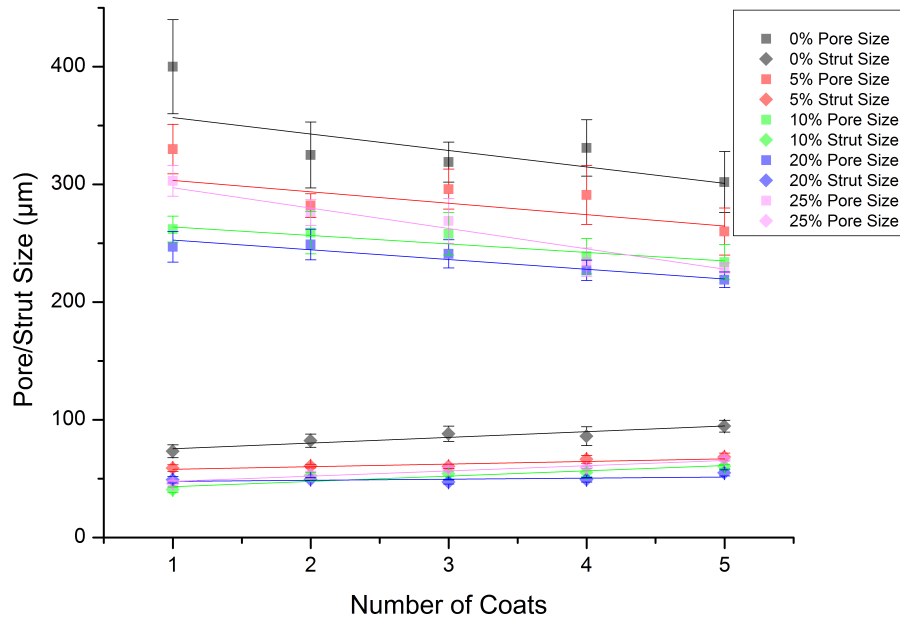 Pore/Strut Size (μm)
400
300
200
100
0
1 2 3 4 5
Number of Coats
0% Pore Size
0% Strut Size
5% Pore Size
5% Strut Size
10% Pore Size
10% Strut Size
20% Pore Size
20% Strut Size
25% Pore Size
25% Pore Size